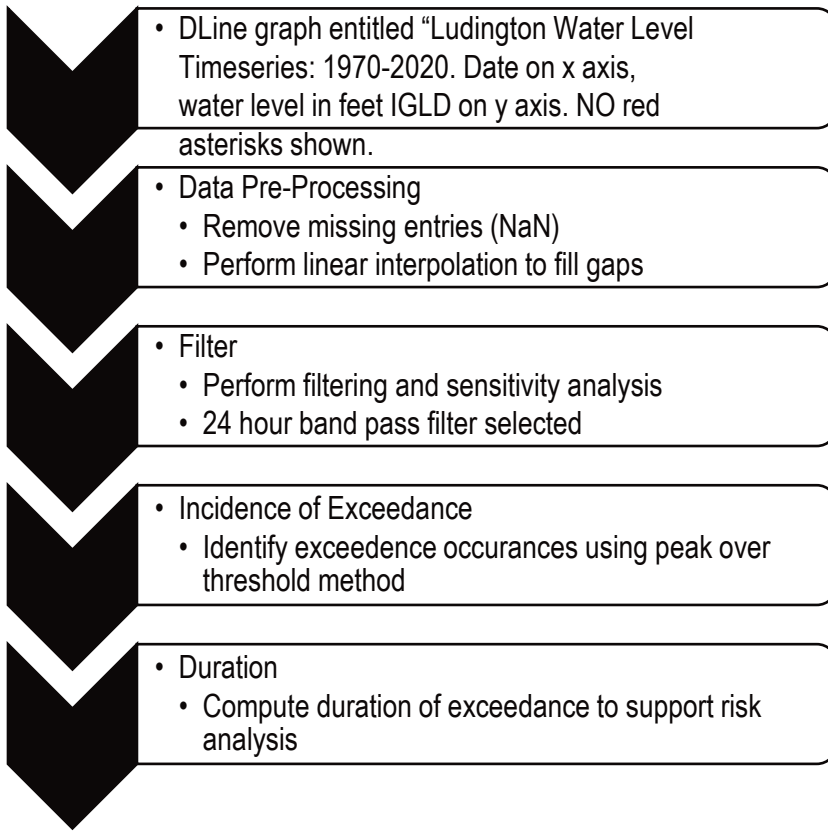 • DLine graph entitled “Ludington Water Level
Timeseries: 1970-2020. Date on x axis,
water level in feet IGLD on y axis. NO red
asterisks shown.
• Data Pre-Processing
• Remove missing entries (NaN)
• Perform linear interpolation to fill gaps
• Filter
• Perform filtering and sensitivity analysis
• 24 hour band pass filter selected
• Incidence of Exceedance
• Identify exceedence occurances using peak over
threshold method
• Duration
• Compute duration of exceedance to support risk
analysis